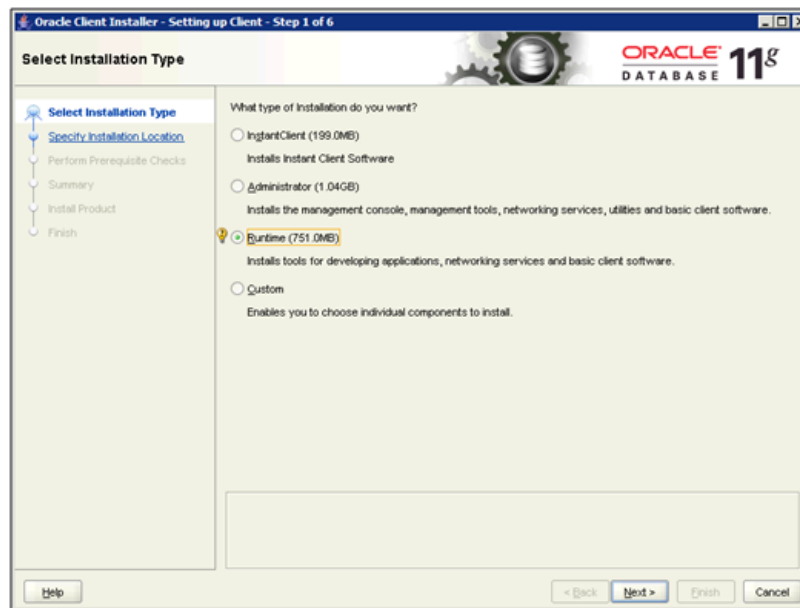 Oracle Client Installer - Setting up Client - Step 1 of 6
Select Installation Type
ORACLE
DATABASE 11g
Select Installation Type
Specify Installation Location
Perform Prerequisite Checks
Summary
Install Product
Finish
What type of Installation do you want?
InstantClient (199.0MB)
Installs Instant Client Software
Administrator (1.04GB)
Installs the management console, management tools, networking services, utilities and basic client software.
Runtime (751.0MB)
Installs tools for developing applications, networking services and basic client software.
Custom
Enables you to choose individual components to install.
Help
< Back
Next >
Finish
Cancel